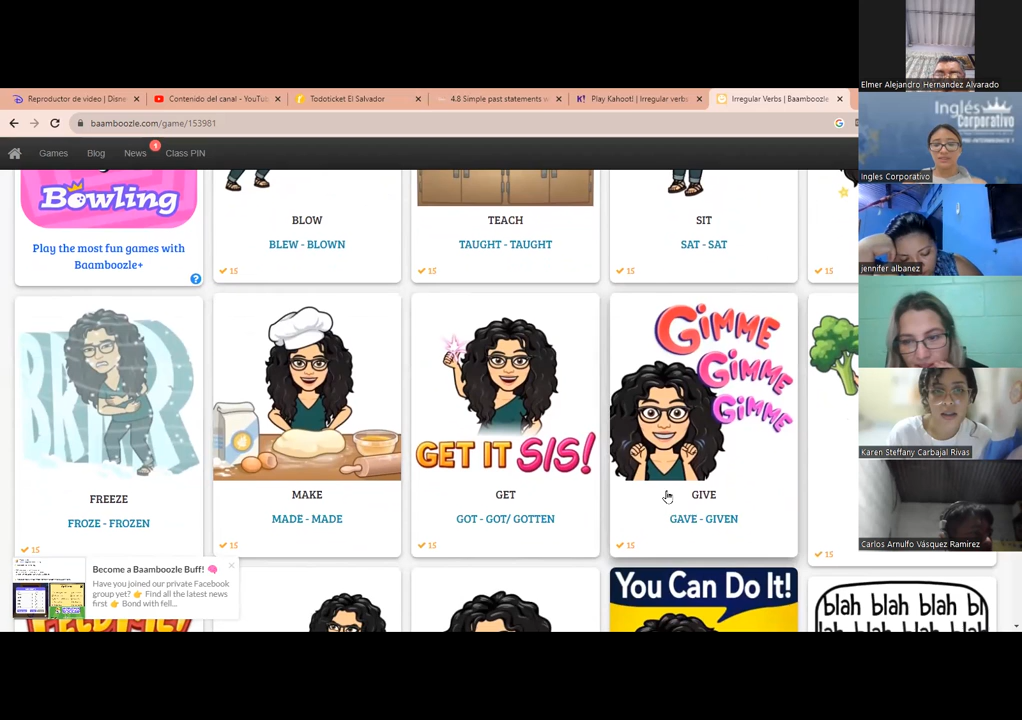 Reproductor de video | Disne
Contenido del canal - YouTu
Todoticket El Salvador
4.8 Simple past statements w
Play Kahoot! | Irregular verbs
Irregular Verbs | Baamboozle
baamboozle.com/game/153981
Games
Blog
News
1
Class PIN
Bowling
Play the most fun games with
Baamboozle+
?
BLOW
BLEW - BLOWN
15
TEACH
TAUGHT - TAUGHT
15
SIT
SAT - SAT
15
15
BRRR
FREEZE
FROZE - FROZEN
15
MAKE
MADE - MADE
15
GET IT SIS!
GET
GOT - GOT/ GOTTEN
15
GIMME
GIMME
GIMME
GIVE
GAVE - GIVEN
15
15
Become a Baamboozle Buff!
Have you joined our private Facebook
group yet? Find all the latest news
first Bond with fell...
You Can Do It!
blah blah blah bl
Elmer Alejandro Hernandez Alvarado
Inglés
Corporativo
Ingles Corporativo
jennifer albanez
Karen Steffany Carbajal Rivas
Carlos Arnulfo Vásquez Ramirez